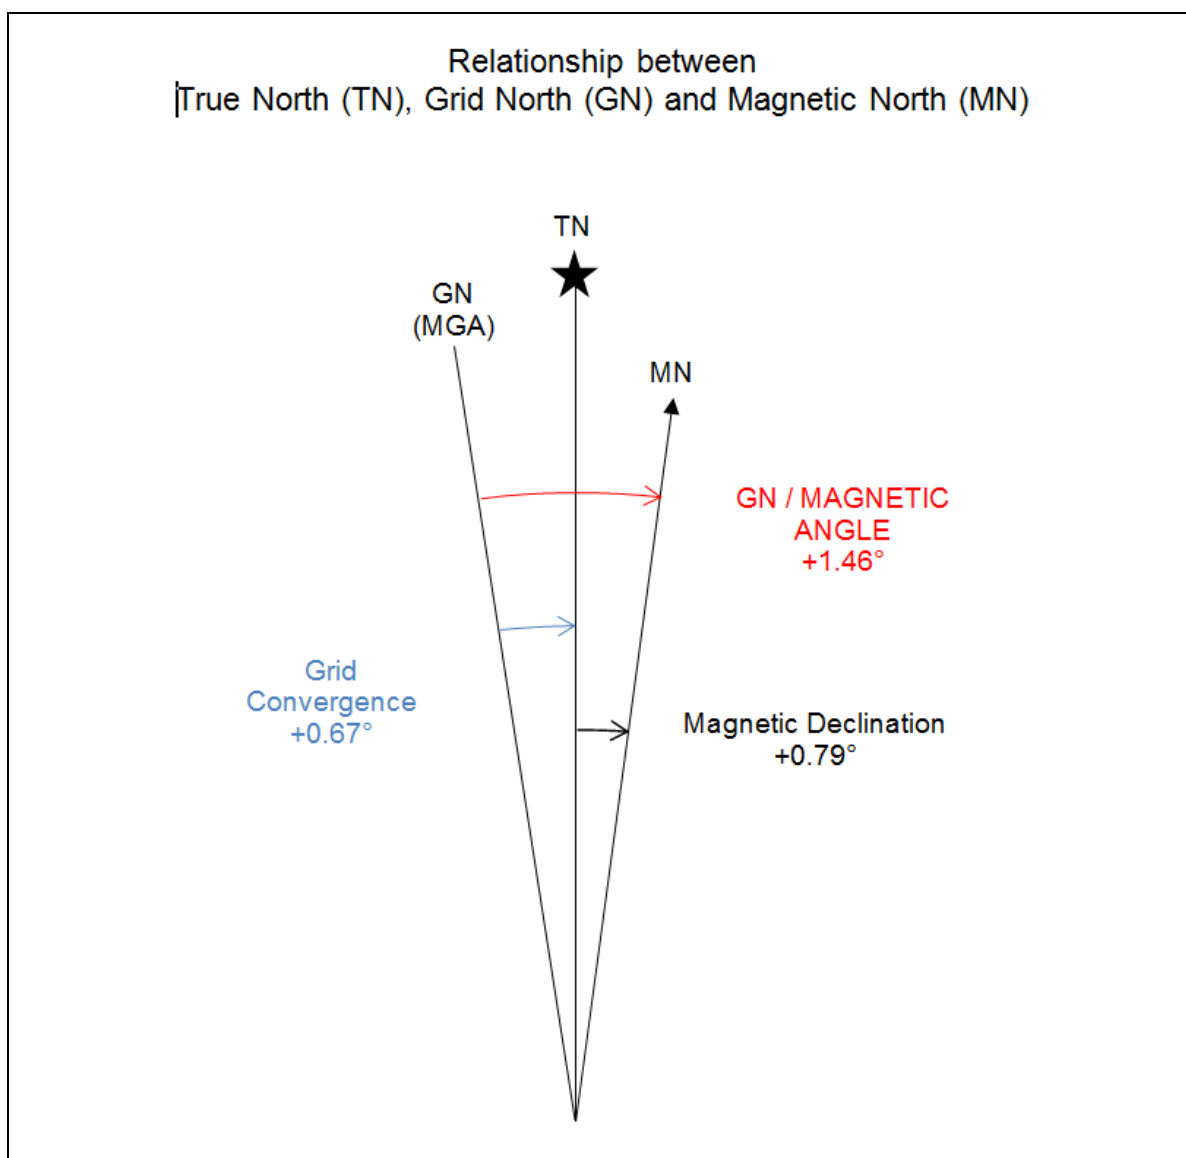 Relationship between
True North (TN), Grid North (GN) and Magnetic North (MN)
TN
GN
(MGA)
MN
GN / MAGNETIC
ANGLE
+1.46°
Grid
Convergence
+0.67°
Magnetic Declination
+0.79°